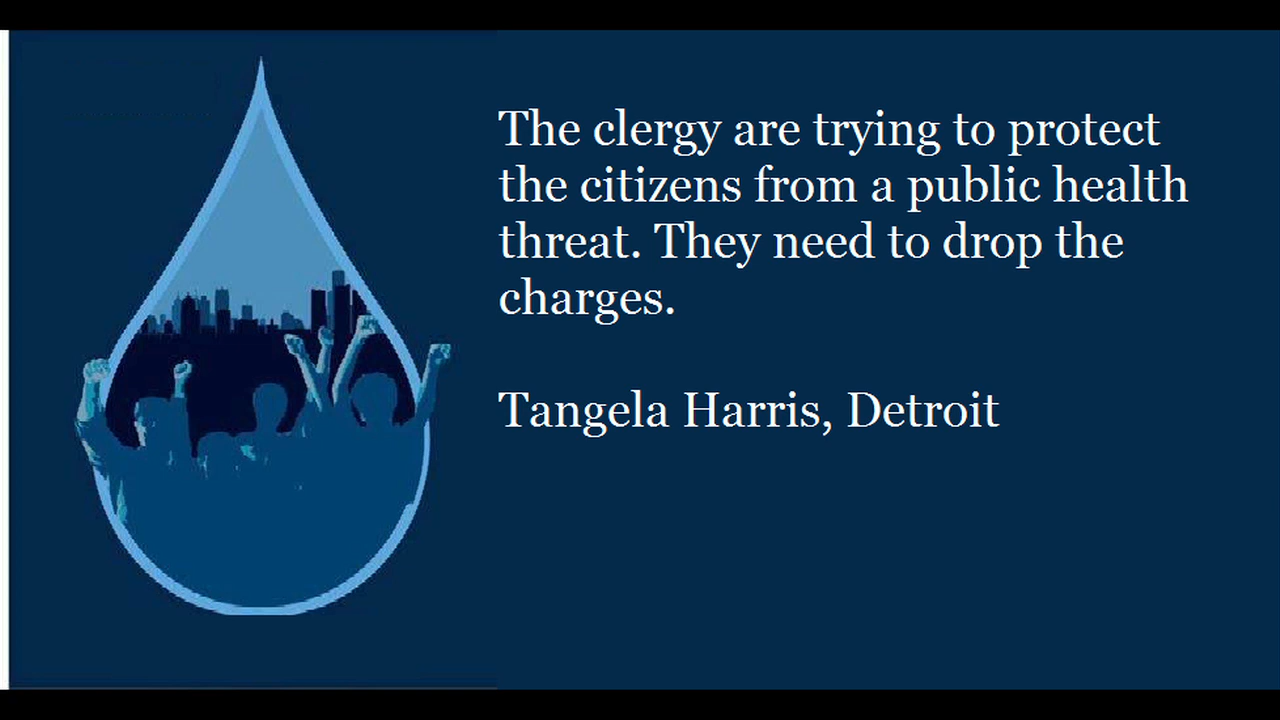 The clergy are trying to protect
the citizens from a public health
threat. They need to drop the
charges.
Tangela Harris, Detroit